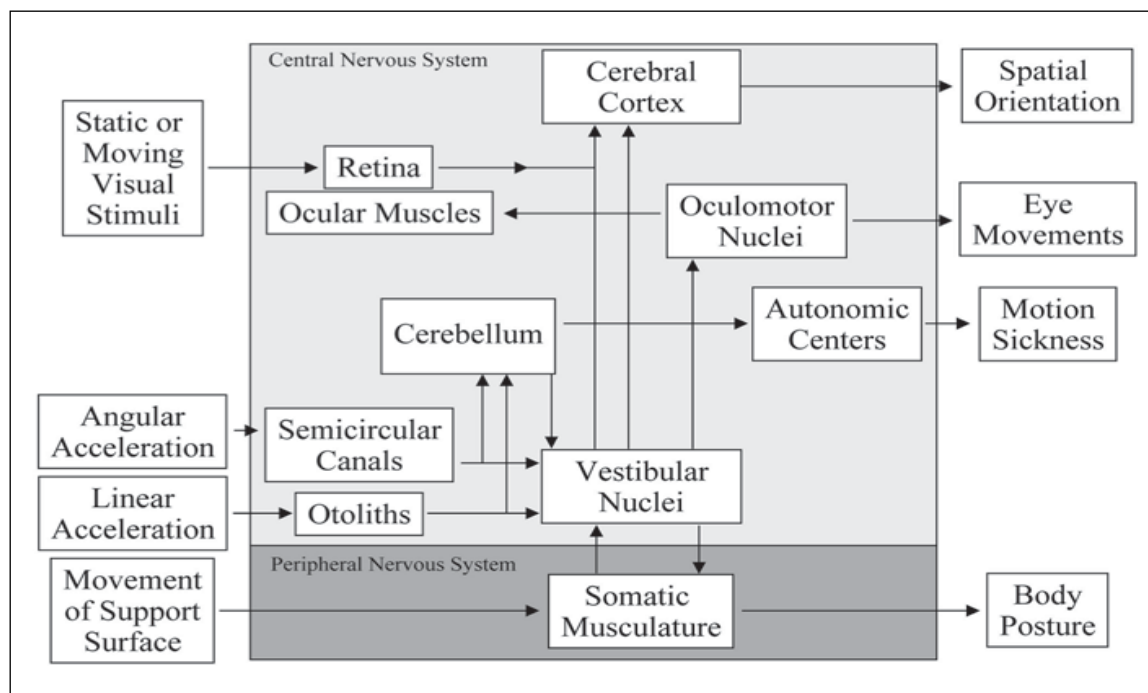 Central Nervous System
Cerebral
Cortex
Spatial
Orientation
Static or
Moving
Visual
Stimuli
Retina
Ocular Muscles
Oculomotor
Nuclei
Eye
Movements
Cerebellum
Autonomic
Centers
Motion
Sickness
Angular
Acceleration
Semicircular
Canals
Vestibular
Nuclei
Linear
Acceleration
Otoliths
Peripheral Nervous System
Movement
of Support
Surface
Somatic
Musculature
Body
Posture